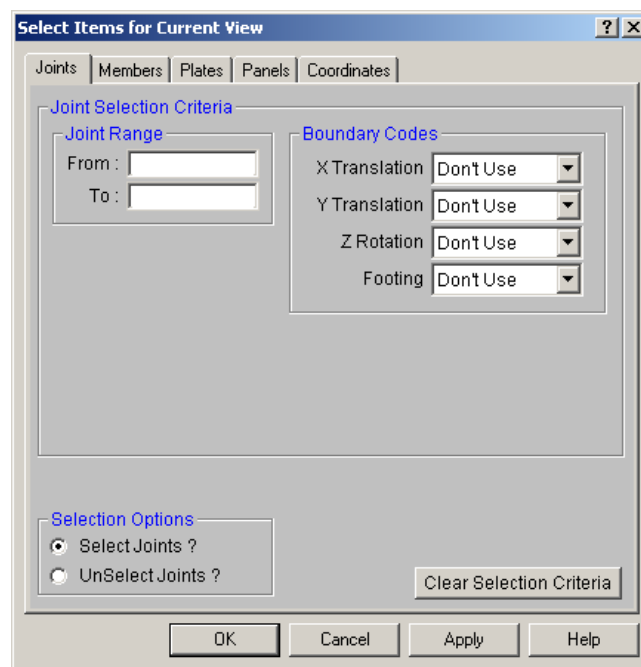 Select Items for Current View
Joints Members Plates Panels Coordinates
Joint Selection Criteria
Joint Range
From :
To :
Boundary Codes
X Translation Don't Use
Y Translation Don't Use
Z Rotation Don't Use
Footing Don't Use
Selection Options
Select Joints ?
UnSelect Joints ?
Clear Selection Criteria
OK Cancel Apply Help